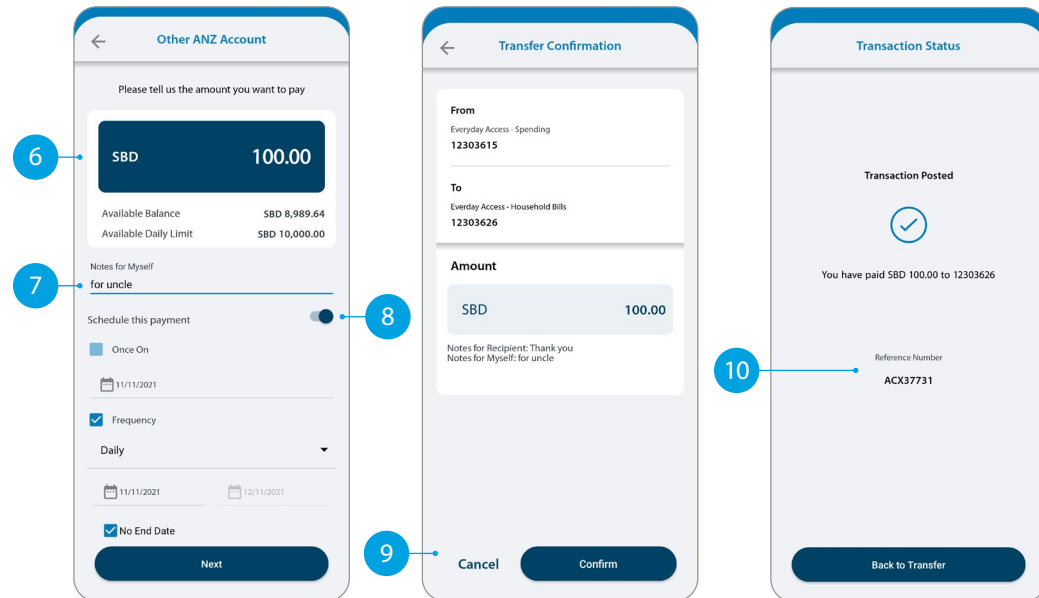 Other ANZ Account
Please tell us the amount you want to pay
6
SBD 100.00
Available Balance SBD 8,989.64
Available Daily Limit SBD 10,000.00
Notes for Myself
7
for uncle
Schedule this payment
8
Once On
11/11/2021
Frequency
Daily
11/11/2021 12/11/2021
No End Date
Next
Transfer Confirmation
From
Everyday Access - Spending
12303615
To
Everday Access - Household Bills
12303626
Amount
SBD 100.00
Notes for Recipient: Thank you
Notes for Myself: for uncle
9
Cancel Confirm
Transaction Status
Transaction Posted
You have paid SBD 100.00 to 12303626
Reference Number
10
ACX37731
Back to Transfer